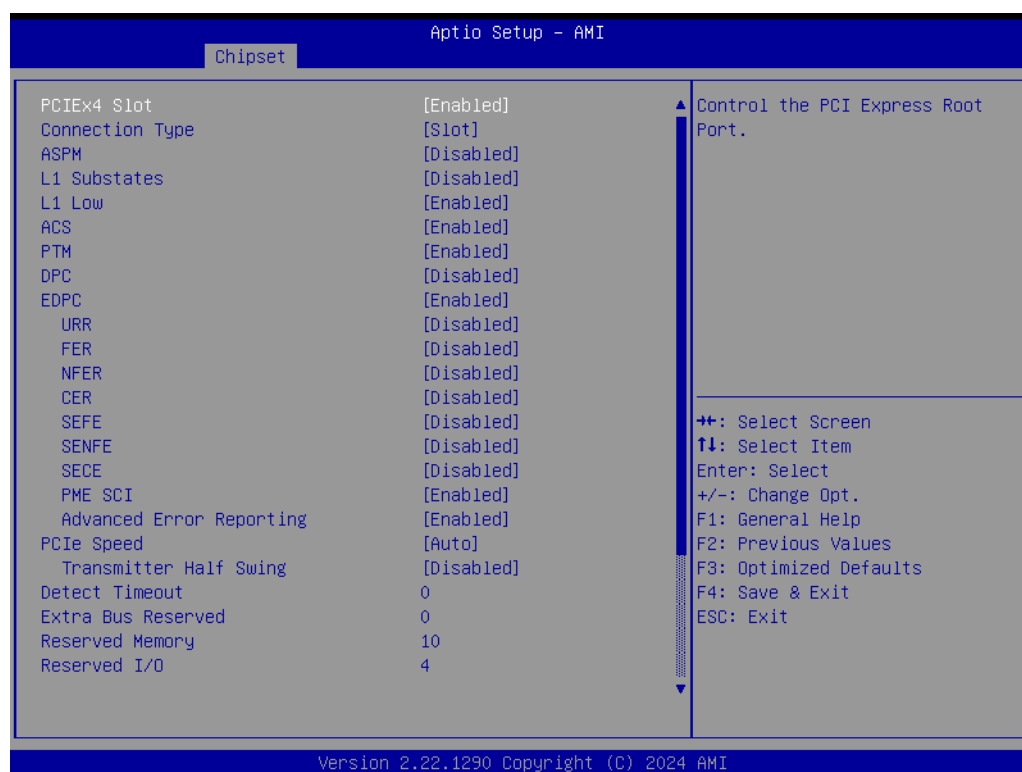 Aptio Setup – AMI
Chipset
PCIEx4 Slot [Enabled]
Connection Type [Slot]
ASPM [Disabled]
L1 Substates [Disabled]
L1 Low [Enabled]
ACS [Enabled]
PTM [Enabled]
DPC [Disabled]
EDPC [Enabled]
URR [Disabled]
FER [Disabled]
NFER [Disabled]
CER [Disabled]
SEFE [Disabled]
SENFE [Disabled]
SECE [Disabled]
PME SCI [Enabled]
Advanced Error Reporting [Enabled]
PCIe Speed [Auto]
Transmitter Half Swing [Disabled]
Detect Timeout 0
Extra Bus Reserved 0
Reserved Memory 10
Reserved I/O 4
Control the PCI Express Root
Port.
→←: Select Screen
↑↓: Select Item
Enter: Select
+/-: Change Opt.
F1: General Help
F2: Previous Values
F3: Optimized Defaults
F4: Save & Exit
ESC: Exit
Version 2.22.1290 Copyright (C) 2024 AMI